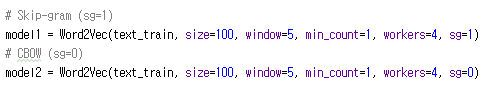 # Skip-gram (sg=1)
model1 = Word2Vec(text_train, size=100, window=5, min_count=1, workers=4, sg=1)
# CBOW (sg=0)
model2 = Word2Vec(text_train, size=100, window=5, min_count=1, workers=4, sg=0)